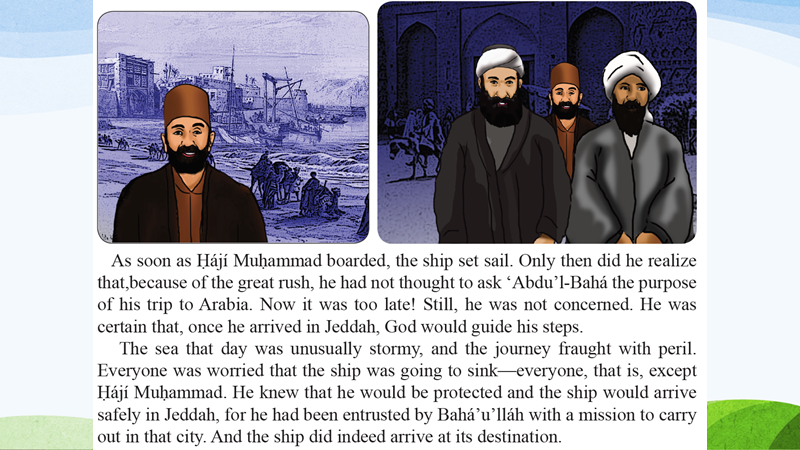 As soon as Ḥájí Muḥammad boarded, the ship set sail. Only then did he realize
that,because of the great rush, he had not thought to ask ‘Abdu’l-Bahá the purpose
of his trip to Arabia. Now it was too late! Still, he was not concerned. He was
certain that, once he arrived in Jeddah, God would guide his steps.
The sea that day was unusually stormy, and the journey fraught with peril.
Everyone was worried that the ship was going to sink—everyone, that is, except
Ḥájí Muḥammad. He knew that he would be protected and the ship would arrive
safely in Jeddah, for he had been entrusted by Bahá’u’lláh with a mission to carry
out in that city. And the ship did indeed arrive at its destination.